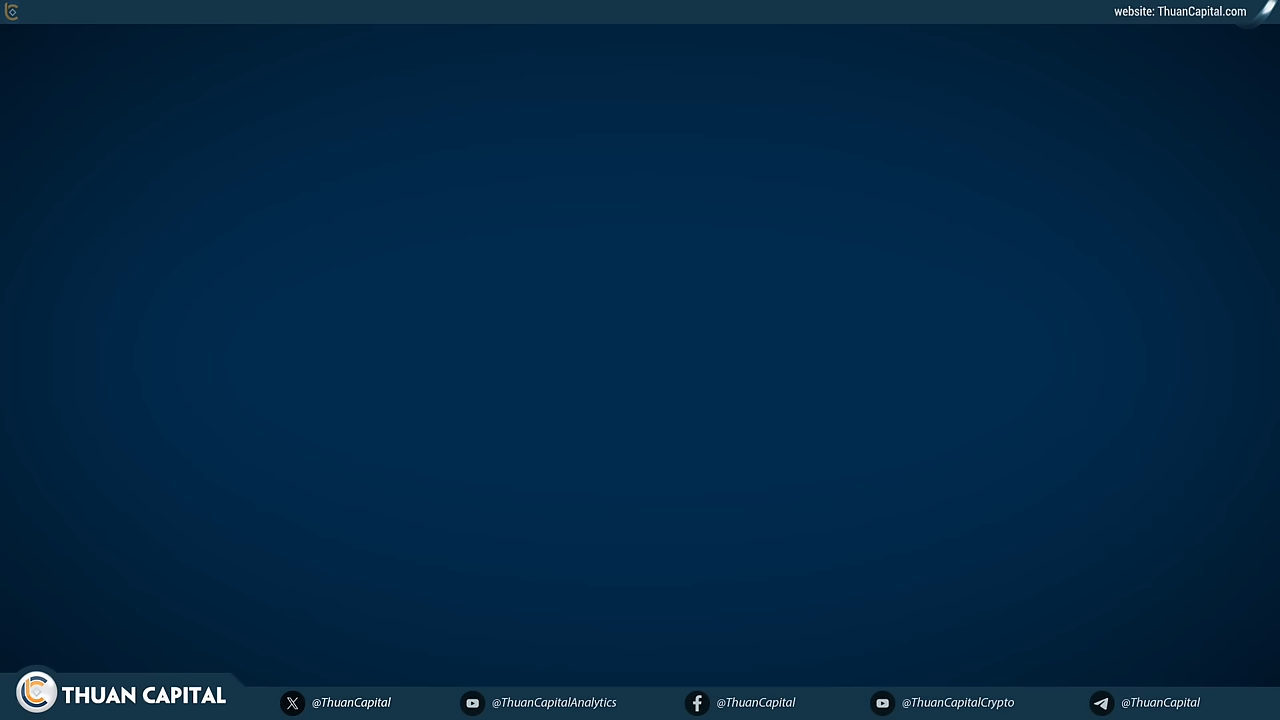 website: ThuanCapital.com
THUAN CAPITAL
@ThuanCapital
@ThuanCapitalAnalytics
@ThuanCapital
@ThuanCapitalCrypto
@ThuanCapital